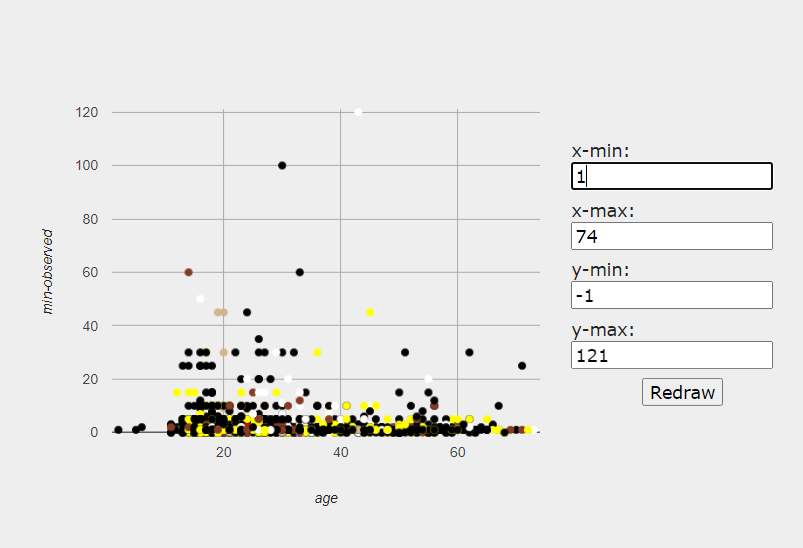 120
100
80
60
40
20
0
20 40 60
min-observed
age
x-min:
1
x-max:
74
y-min:
-1
y-max:
121
Redraw